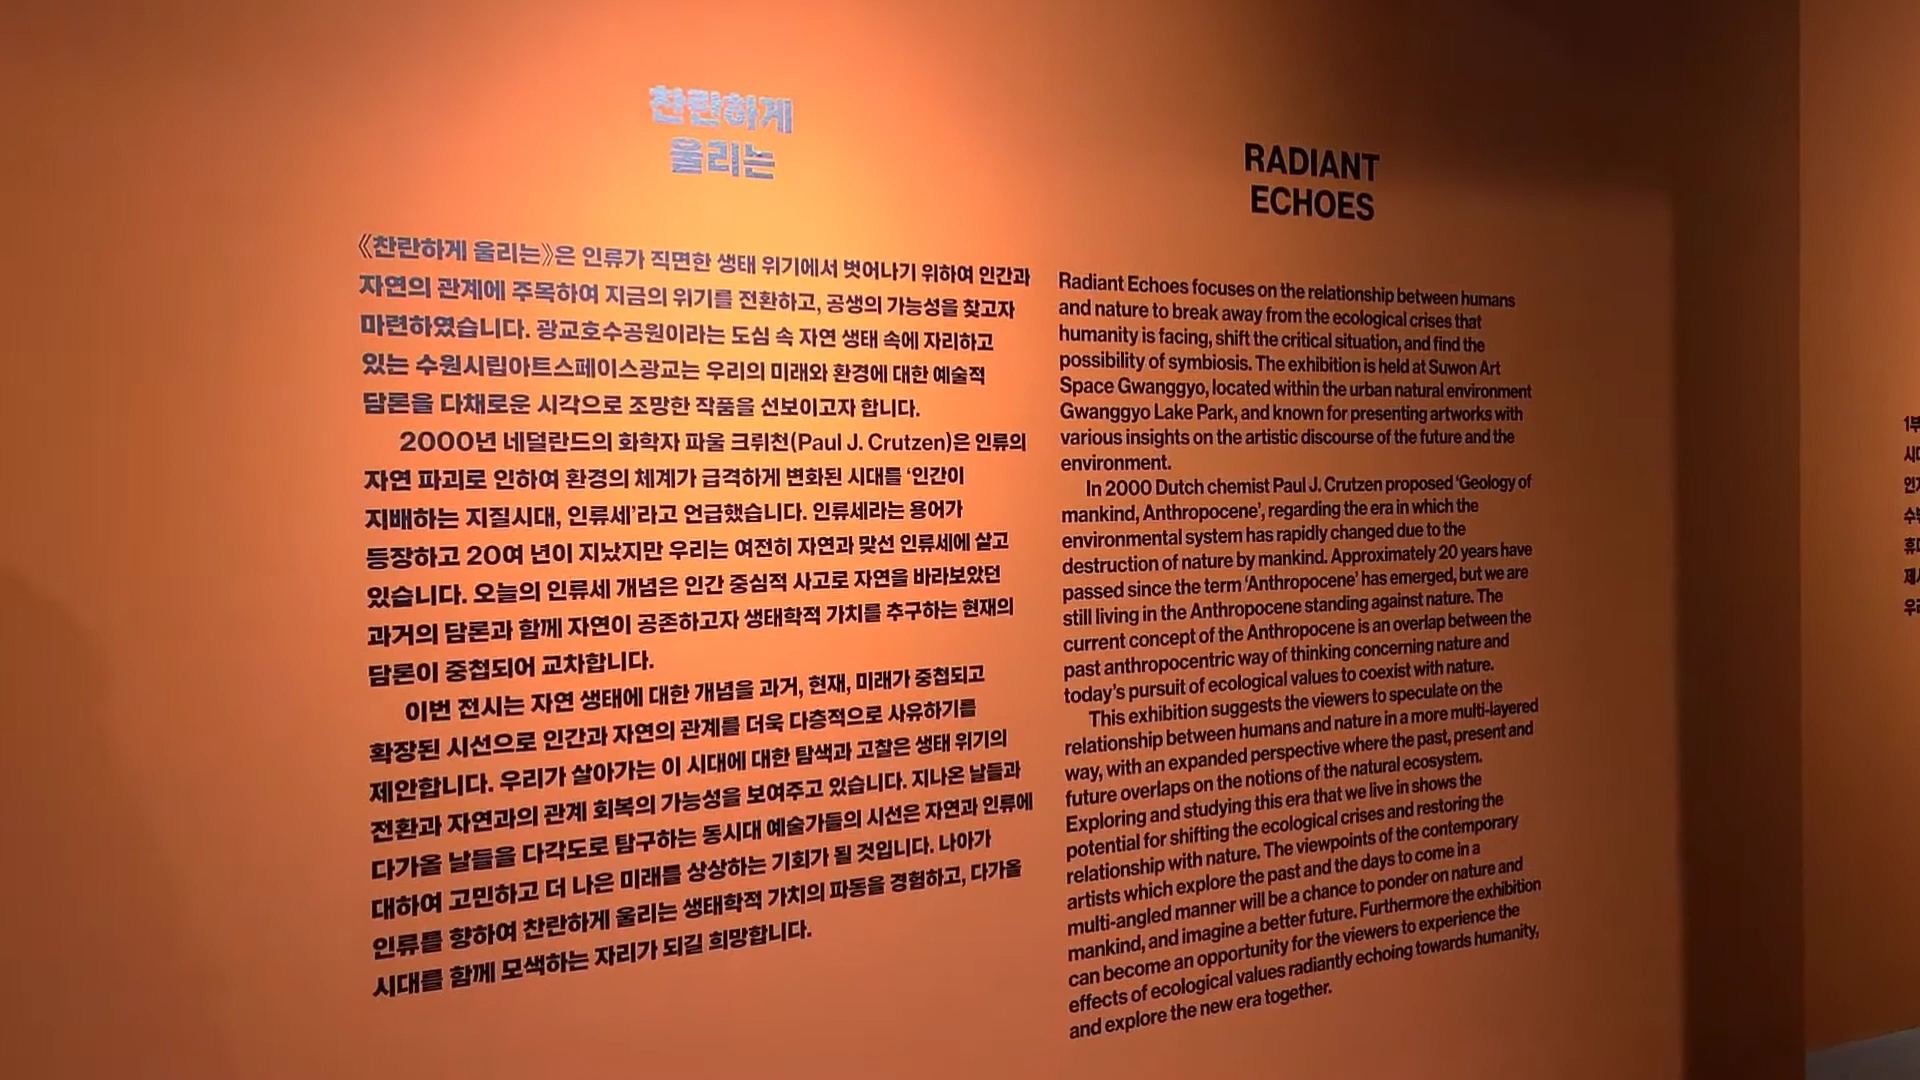 찬란하게
울리는
《찬란하게 울리는》은 인류가 직면한 생태 위기에서 벗어나기 위하여 인간과
자연의 관계에 주목하여 지금의 위기를 전환하고, 공생의 가능성을 찾고자
마련하였습니다. 광교호수공원이라는 도심 속 자연 생태 속에 자리하고
있는 수원시립아트스페이스광교는 우리의 미래와 환경에 대한 예술적
담론을 다채로운 시각으로 조망한 작품을 선보이고자 합니다.
2000년 네덜란드의 화학자 파울 크뤼천(Paul J. Crutzen)은 인류의
자연 파괴로 인하여 환경의 체계가 급격하게 변화된 시대를 ‘인간이
지배하는 지질시대, 인류세’라고 언급했습니다. 인류세라는 용어가
등장하고 20여 년이 지났지만 우리는 여전히 자연과 맞선 인류세에 살고
있습니다. 오늘의 인류세 개념은 인간 중심적 사고로 자연을 바라보았던
과거의 담론과 함께 자연이 공존하고자 생태학적 가치를 추구하는 현재의
담론이 중첩되어 교차합니다.
이번 전시는 자연 생태에 대한 개념을 과거, 현재, 미래가 중첩되고
확장된 시선으로 인간과 자연의 관계를 더욱 다층적으로 사유하기를
제안합니다. 우리가 살아가는 이 시대에 대한 탐색과 고찰은 생태 위기의
전환과 자연과의 관계 회복의 가능성을 보여주고 있습니다. 지나온 날들과
다가올 날들을 다각도로 탐구하는 동시대 예술가들의 시선은 자연과 인류에
대하여 고민하고 더 나은 미래를 상상하는 기회가 될 것입니다. 나아가
인류를 향하여 찬란하게 울리는 생태학적 가치의 파동을 경험하고, 다가올
시대를 함께 모색하는 자리가 되길 희망합니다.
RADIANT
ECHOES
Radiant Echoes focuses on the relationship between humans
and nature to break away from the ecological crises that
humanity is facing, shift the critical situation, and find the
possibility of symbiosis. The exhibition is held at Suwon Art
Space Gwanggyo, located within the urban natural environment
Gwanggyo Lake Park, and known for presenting artworks with
various insights on the artistic discourse of the future and the
environment.
In 2000 Dutch chemist Paul J. Crutzen proposed ‘Geology of
mankind, Anthropocene’, regarding the era in which the
environmental system has rapidly changed due to the
destruction of nature by mankind. Approximately 20 years have
passed since the term ‘Anthropocene’ has emerged, but we are
still living in the Anthropocene standing against nature. The
current concept of the Anthropocene is an overlap between the
past anthropocentric way of thinking concerning nature and
today’s pursuit of ecological values to coexist with nature.
This exhibition suggests the viewers to speculate on the
relationship between humans and nature in a more multi-layered
way, with an expanded perspective where the past, present and
future overlaps on the notions of the natural ecosystem.
Exploring and studying this era that we live in shows the
potential for shifting the ecological crises and restoring the
relationship with nature. The viewpoints of the contemporary
artists which explore the past and the days to come in a
multi-angled manner will be a chance to ponder on nature and
mankind, and imagine a better future. Furthermore the exhibition
can become an opportunity for the viewers to experience the
effects of ecological values radiantly echoing towards humanity,
and explore the new era together.
1부